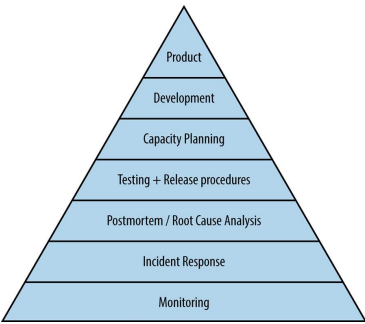 Product
Development
Capacity Planning
Testing + Release procedures
Postmortem / Root Cause Analysis
Incident Response
Monitoring